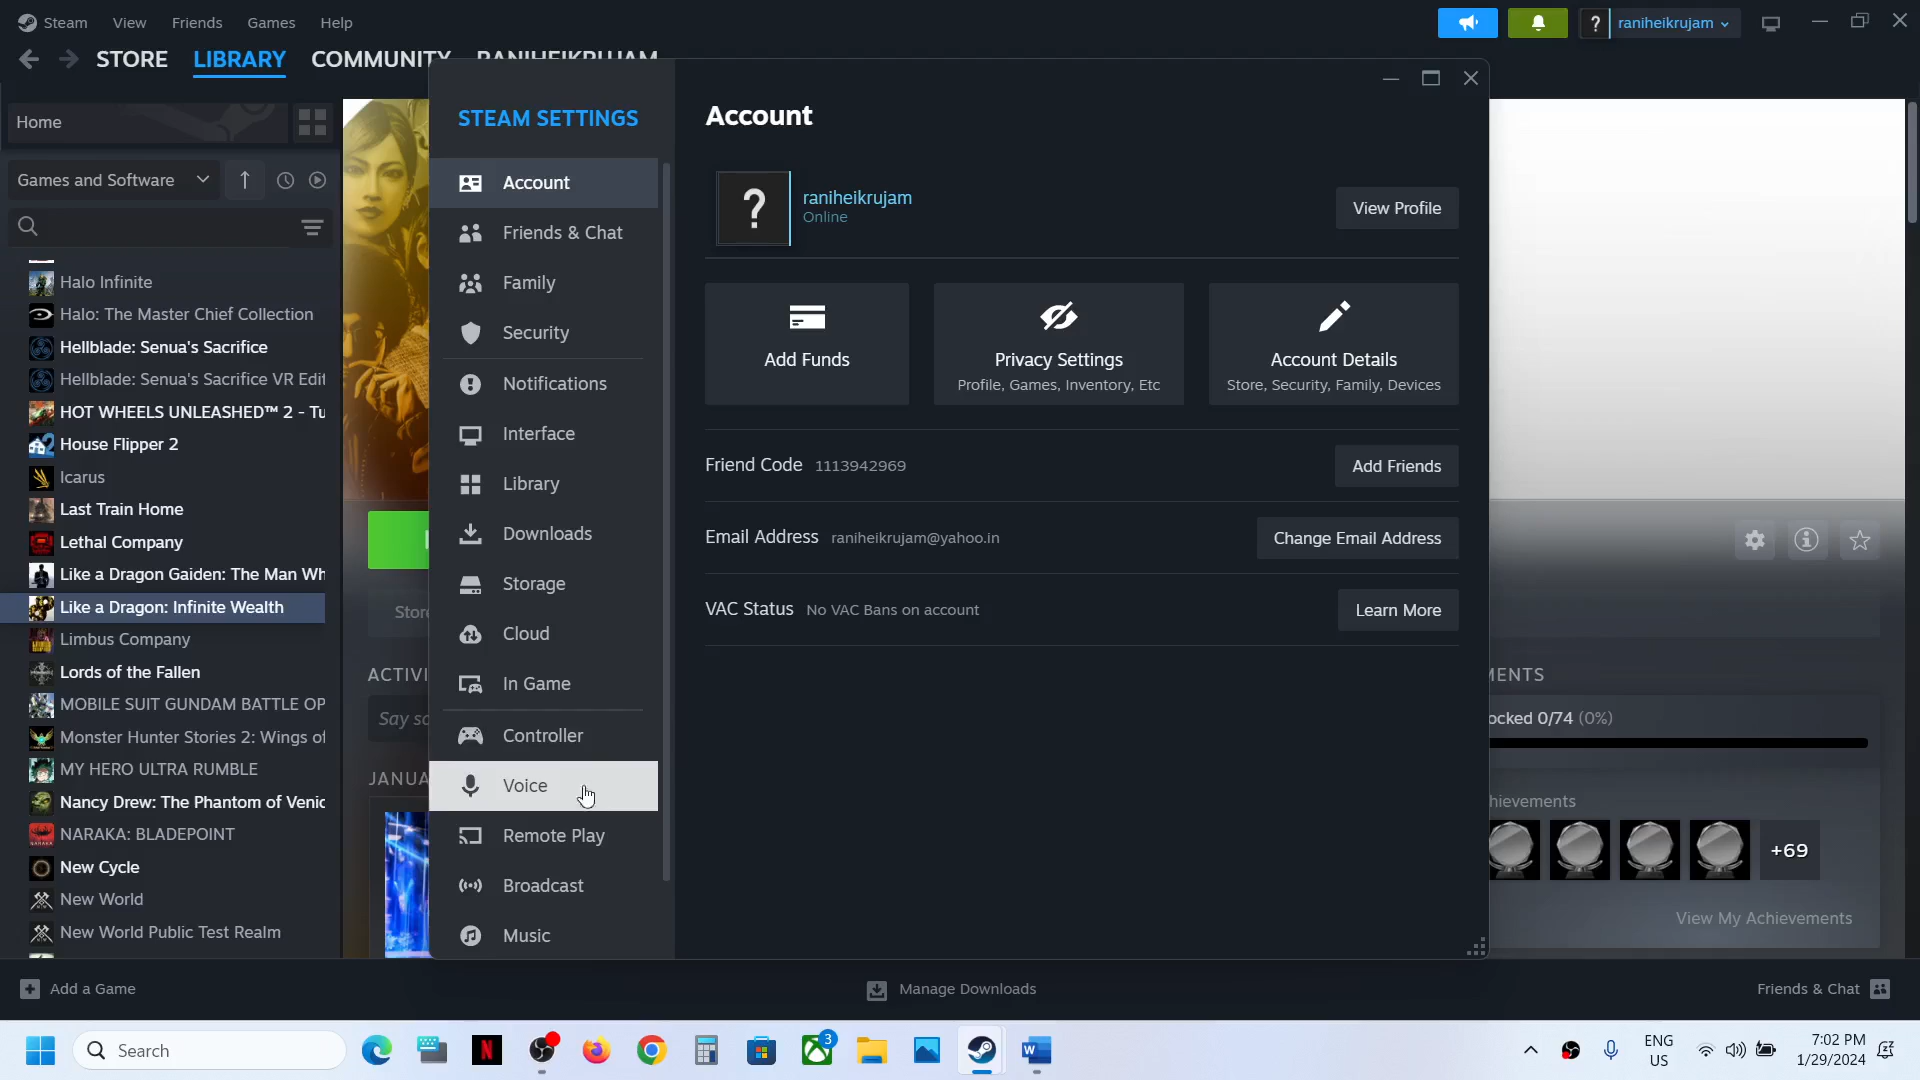 Steam View Friends Games Help
raniheikrujam
STORE LIBRARY COMMUNITY RANIHEIKRUJAM
Home
Games and Software
Halo Infinite
Halo: The Master Chief Collection
Hellblade: Senua's Sacrifice
Hellblade: Senua's Sacrifice VR Edit
HOT WHEELS UNLEASHED™ 2 - Tu
House Flipper 2
Icarus
Last Train Home
Lethal Company
Like a Dragon Gaiden: The Man Wh
Like a Dragon: Infinite Wealth
Limbus Company
Lords of the Fallen
MOBILE SUIT GUNDAM BATTLE OP
Monster Hunter Stories 2: Wings of
MY HERO ULTRA RUMBLE
Nancy Drew: The Phantom of Venic
NARAKA: BLADEPOINT
New Cycle
New World
New World Public Test Realm
Stor
ACTIVI
Say so
JANUA
STEAM SETTINGS
Account
Friends & Chat
Family
Security
Notifications
Interface
Library
Downloads
Storage
Cloud
In Game
Controller
Voice
Remote Play
Broadcast
Music
Account
raniheikrujam
Online
View Profile
Add Funds
Privacy Settings
Profile, Games, Inventory, Etc
Account Details
Store, Security, Family, Devices
Friend Code 1113942969
Add Friends
Email Address raniheikrujam@yahoo.in
Change Email Address
VAC Status No VAC Bans on account
Learn More
MENTS
ocked 0/74 (0%)
hievements
+69
View My Achievements
Add a Game
Manage Downloads
Friends & Chat
Search
3
ENG
US
7:02 PM
1/29/2024